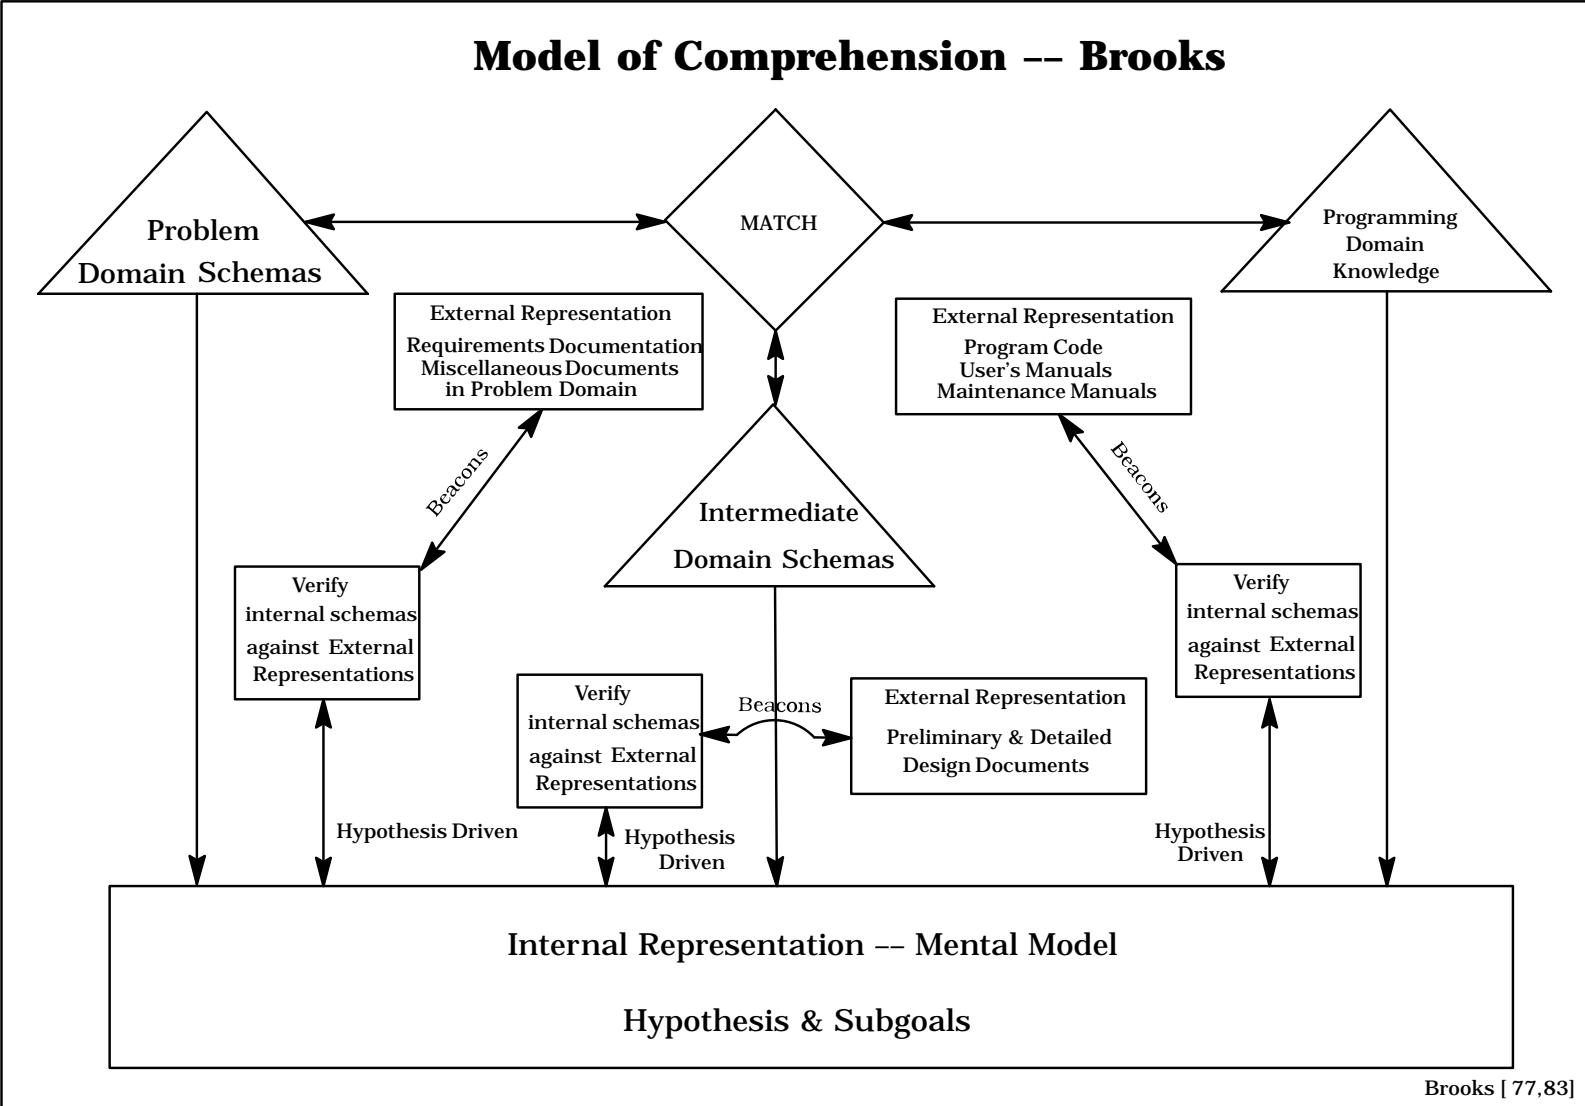 Model of Comprehension -- Brooks
Problem
Domain Schemas
MATCH
Programming
Domain
Knowledge
External Representation
Requirements Documentation
Miscellaneous Documents
in Problem Domain
External Representation
Program Code
User's Manuals
Maintenance Manuals
Beacons
Beacons
Intermediate
Domain Schemas
Verify
internal schemas
against External
Representations
Verify
internal schemas
against External
Representations
Verify
internal schemas
against External
Representations
Beacons
External Representation
Preliminary & Detailed
Design Documents
Hypothesis Driven
Hypothesis
Driven
Hypothesis
Driven
Internal Representation -- Mental Model
Hypothesis & Subgoals
Brooks [ 77,83]